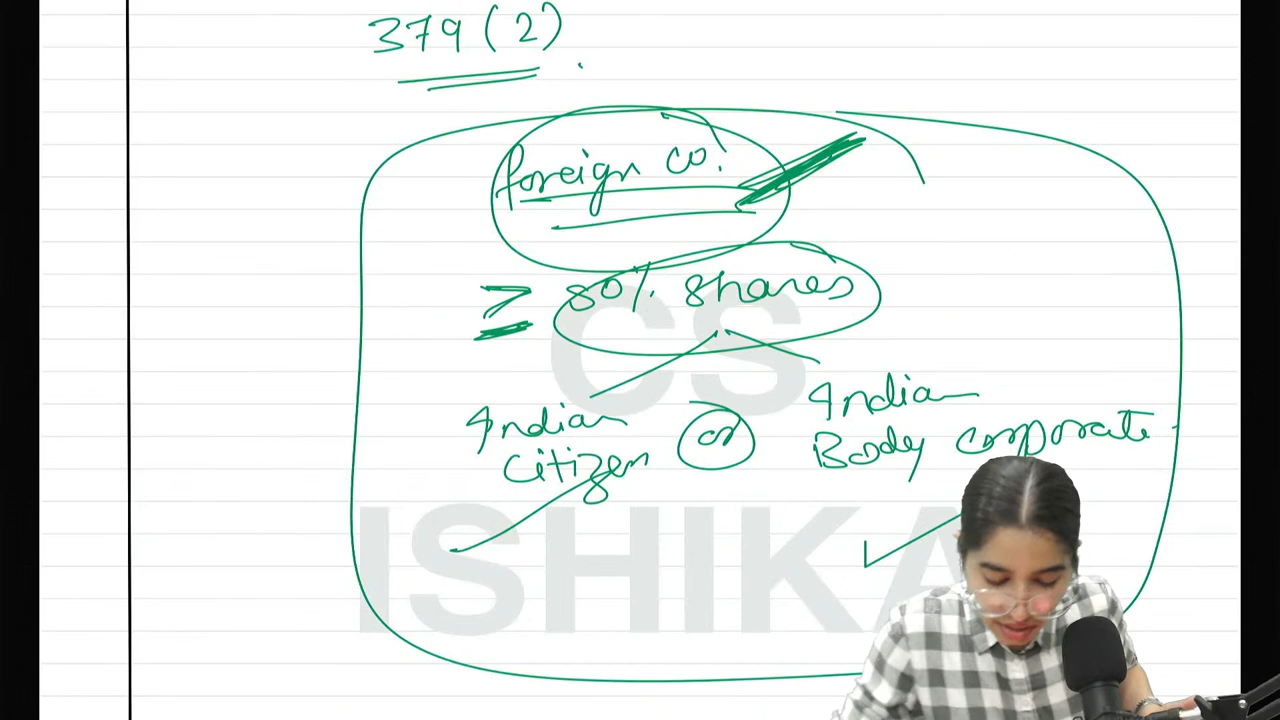 379 (2)
foreign co.
≥ 80% shares
Indian or Indian
Citizen Body corporate
CS
ISHIKA